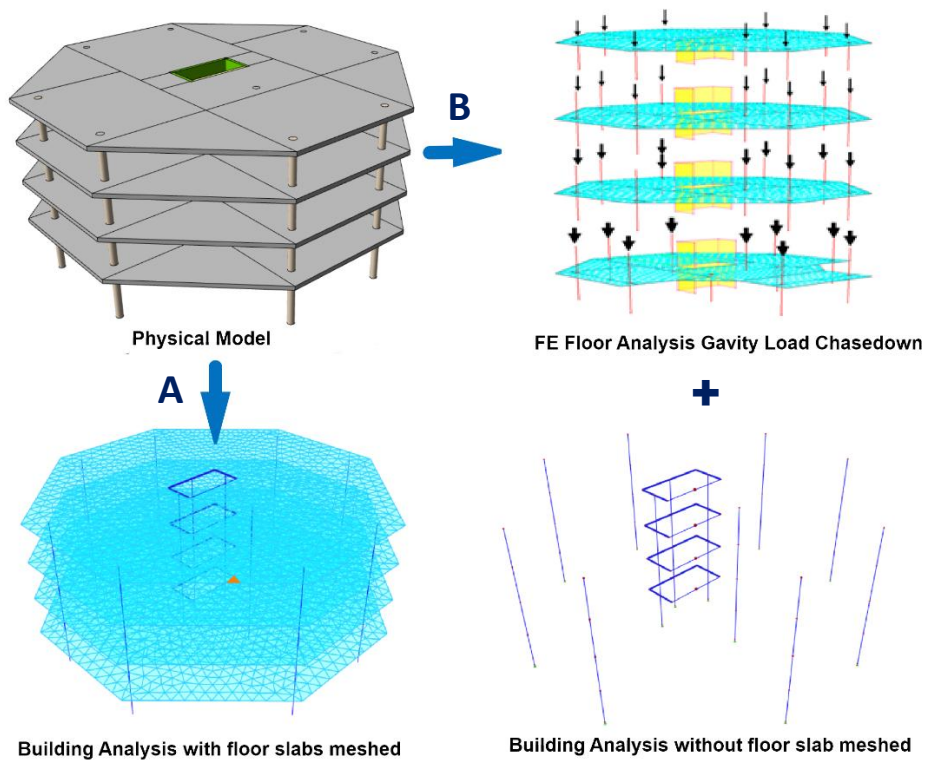 B
Physical Model
FE Floor Analysis Gavity Load Chasedown
A
+
Building Analysis with floor slabs meshed
Building Analysis without floor slab meshed